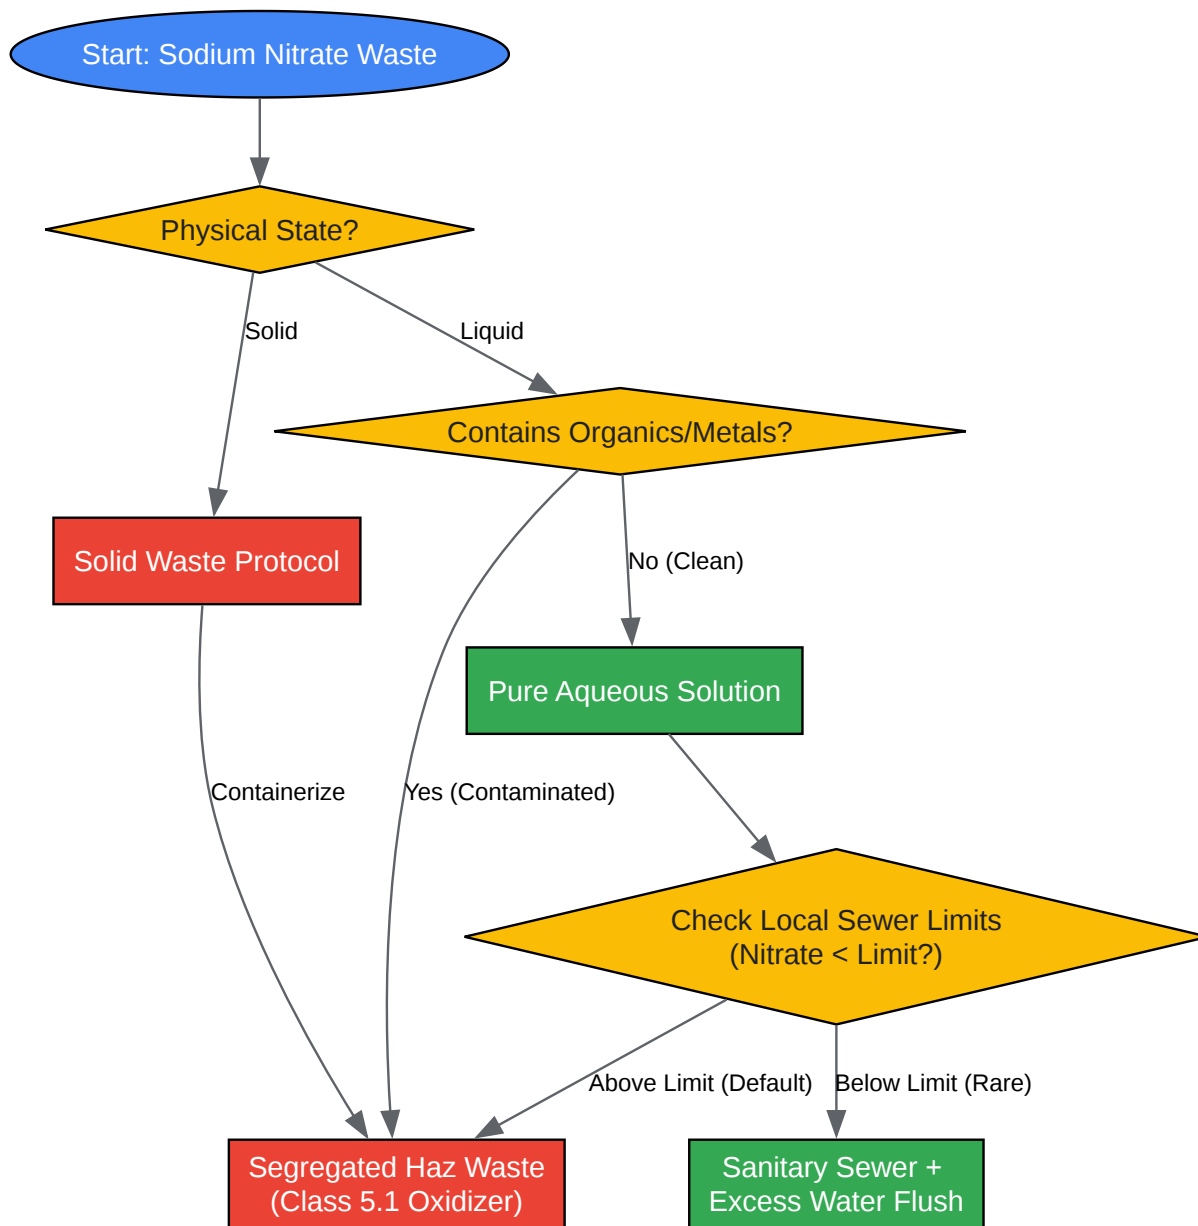 Start: Sodium Nitrate Waste
Physical State?
Solid
Liquid
Contains Organics/Metals?
Solid Waste Protocol
No (Clean)
Pure Aqueous Solution
Containerize
Yes (Contaminated)
Check Local Sewer Limits
(Nitrate < Limit?)
Above Limit (Default)
Below Limit (Rare)
Segregated Haz Waste
(Class 5.1 Oxidizer)
Sanitary Sewer +
Excess Water Flush